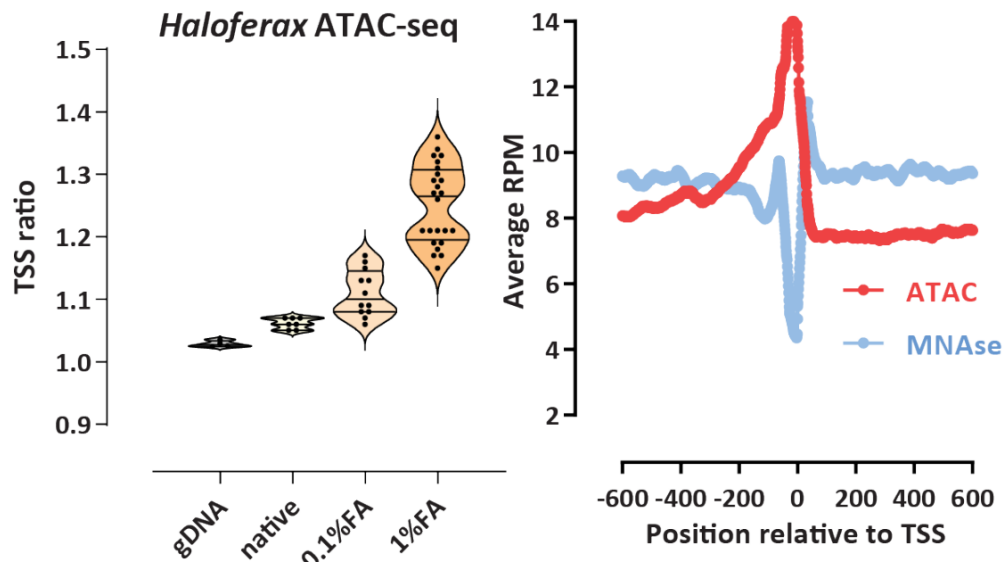 Haloferax ATAC-seq
TSS ratio
1.5
1.4
1.3
1.2
1.1
1.0
0.9
gDNA
native
0.1%FA
1%FA
Average RPM
14
12
10
8
6
4
2
ATAC
MNAse
-600 -400 -200 0 200 400 600
Position relative to TSS